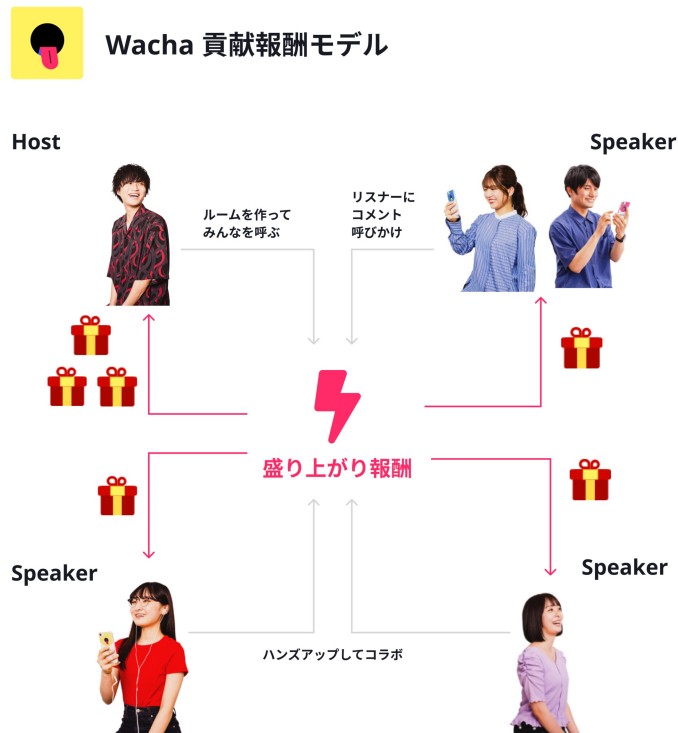 Wacha 貢献報酬モデル
Host
Speaker
ルームを作って
みんなを呼ぶ
リスナーに
コメント
呼びかけ
盛り上がり報酬
Speaker
Speaker
ハンズアップしてコラボ